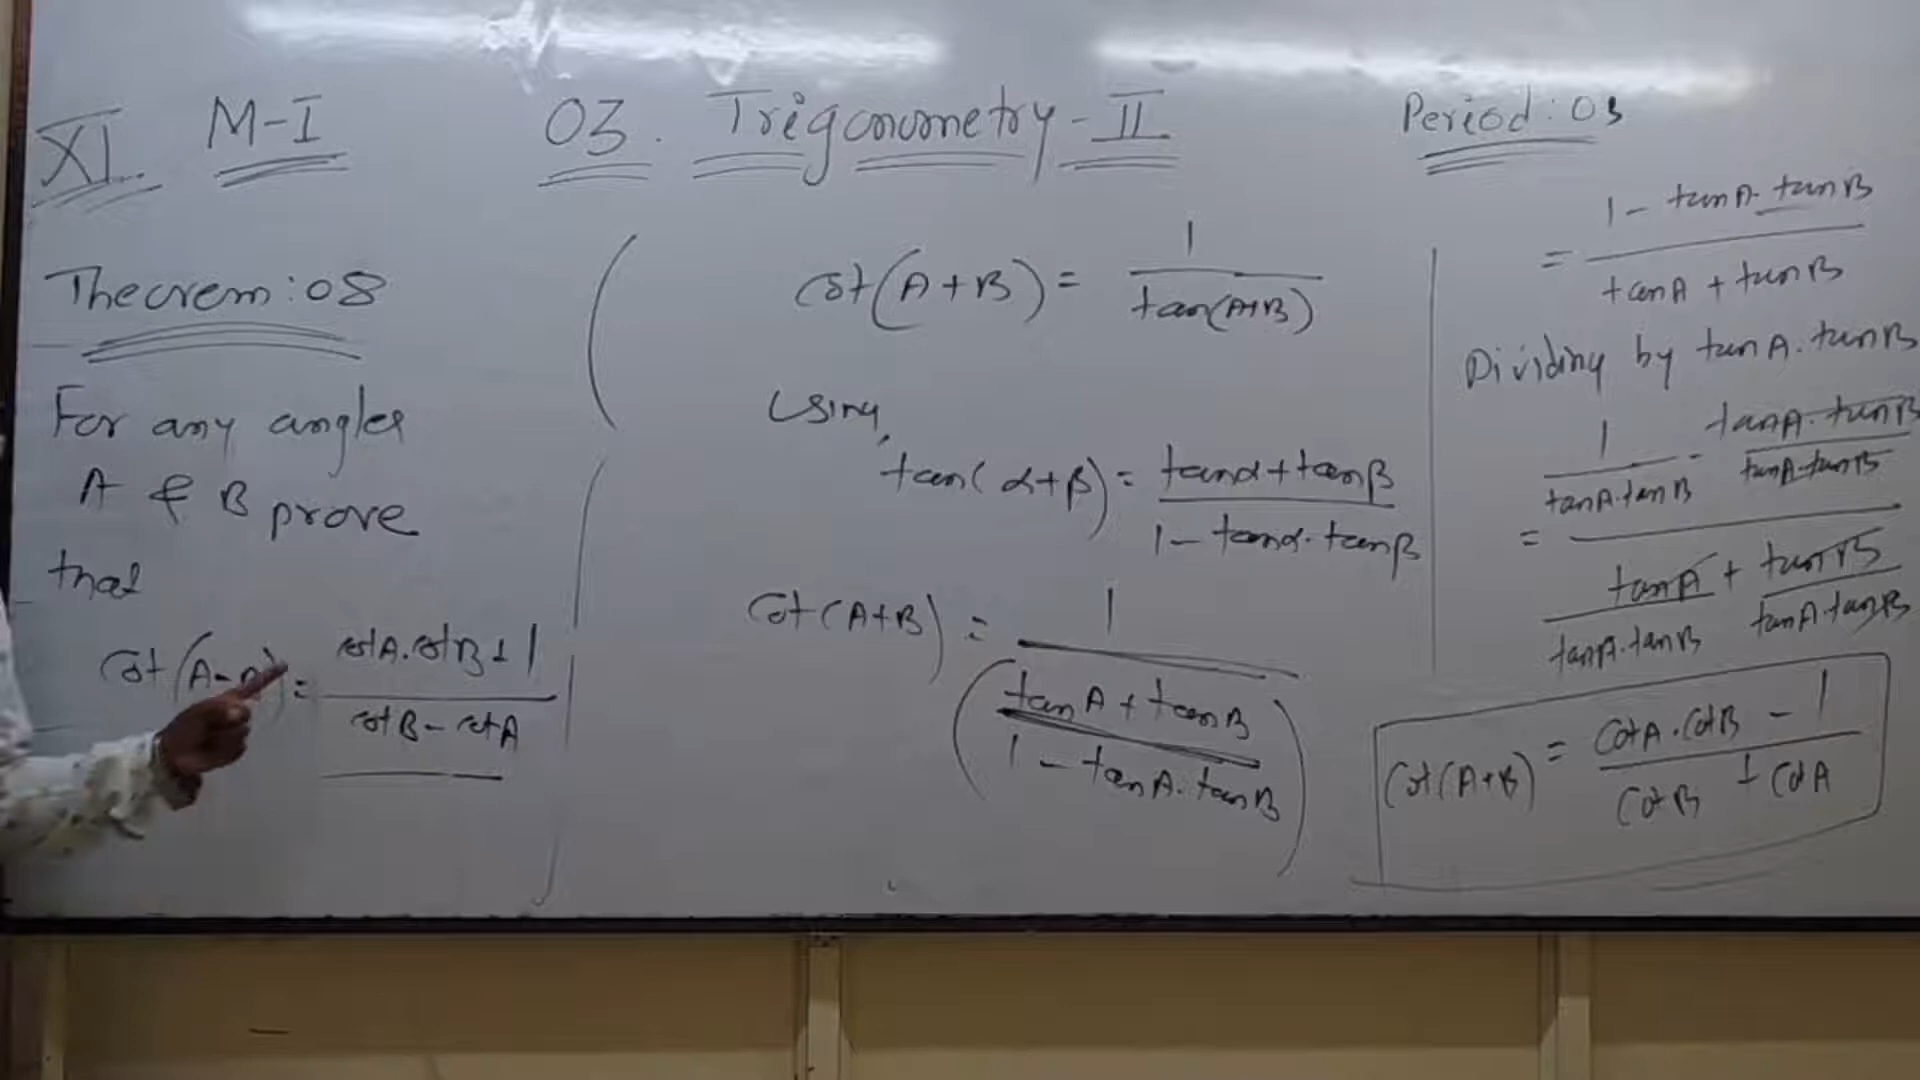 XI M-I 03. Trigonometry-II Period: 03
Theorem: 08
For any angles
A & B prove
that
cot(A-B) = cotA.cotB+1 / cotB-cotA
cot(A+B) = 1 / tan(A+B)
Using,
tan(α+β) = tanα+tanβ / 1-tanα.tanβ
cot(A+B) = 1 / (tanA+tanB / 1-tanA.tanB)
= 1-tanA.tanB / tanA+tanB
Dividing by tanA.tanB
= 1/tanA.tanB - tanA.tanB/tanA.tanB / tanA/tanA.tanB + tanB/tanA.tanB
cot(A+B) = cotA.cotB-1 / cotB+cotA